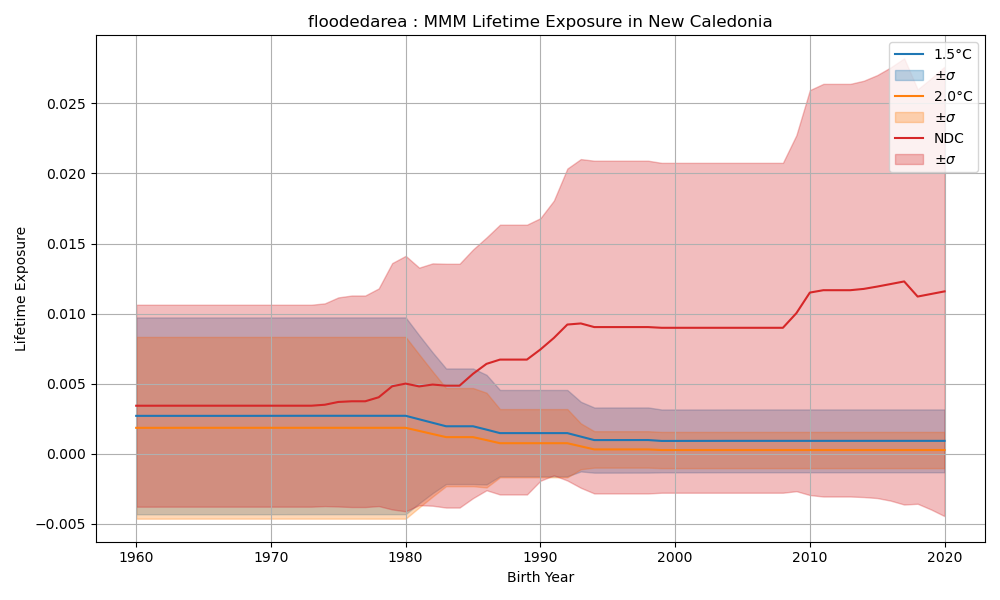 floodedarea : MMM Lifetime Exposure in New Caledonia
Lifetime Exposure
0.025
0.020
0.015
0.010
0.005
0.000
−0.005
1960 1970 1980 1990 2000 2010 2020
Birth Year
1.5°C
±σ
2.0°C
±σ
NDC
±σ